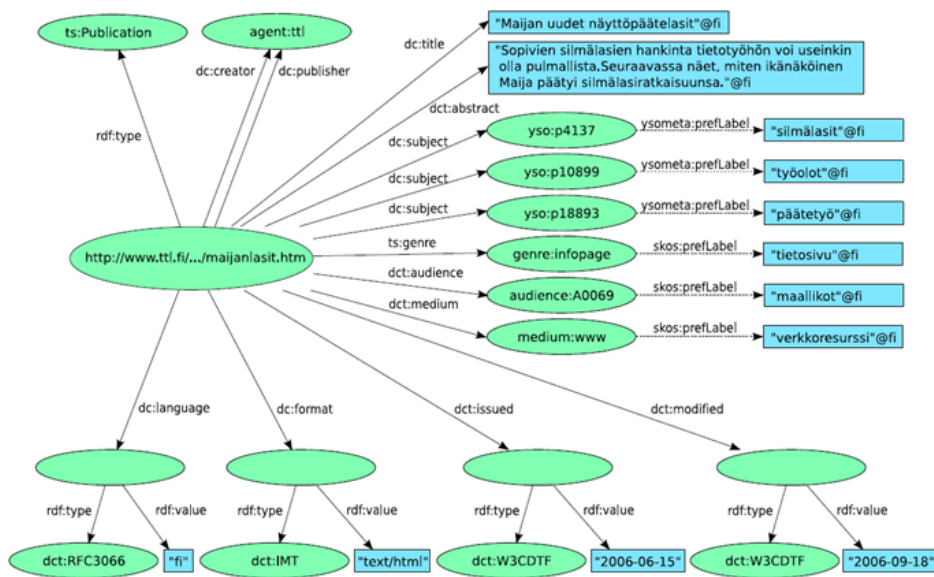 ts:Publication
agent:ttl
dc:title
"Maijan uudet näyttöpäätelasit"@fi
"Sopivien silmälasien hankinta tietotyöhön voi useinkin
olla pulmallista.Seuraavassa näet, miten ikänäköinen
Maija päätyi silmälasiratkaisuunsa."@fi
dc:creator
dc:publisher
dct:abstract
rdf:type
dc:subject
yso:p4137
ysometa:prefLabel
"silmälasit"@fi
dc:subject
yso:p10899
ysometa:prefLabel
"työolot"@fi
dc:subject
yso:p18893
ysometa:prefLabel
"päätetyö"@fi
http://www.ttl.fi/.../maijanlasit.htm
ts:genre
genre:infopage
skos:prefLabel
"tietosivu"@fi
dct:audience
audience:A0069
skos:prefLabel
"maallikot"@fi
dct:medium
medium:www
skos:prefLabel
"verkkoresurssi"@fi
dc:language
dc:format
dct:issued
dct:modified
rdf:type
rdf:value
rdf:type
rdf:value
rdf:type
rdf:value
rdf:type
rdf:value
dct:RFC3066
"fi"
dct:IMT
"text/html"
dct:W3CDTF
"2006-06-15"
dct:W3CDTF
"2006-09-18"